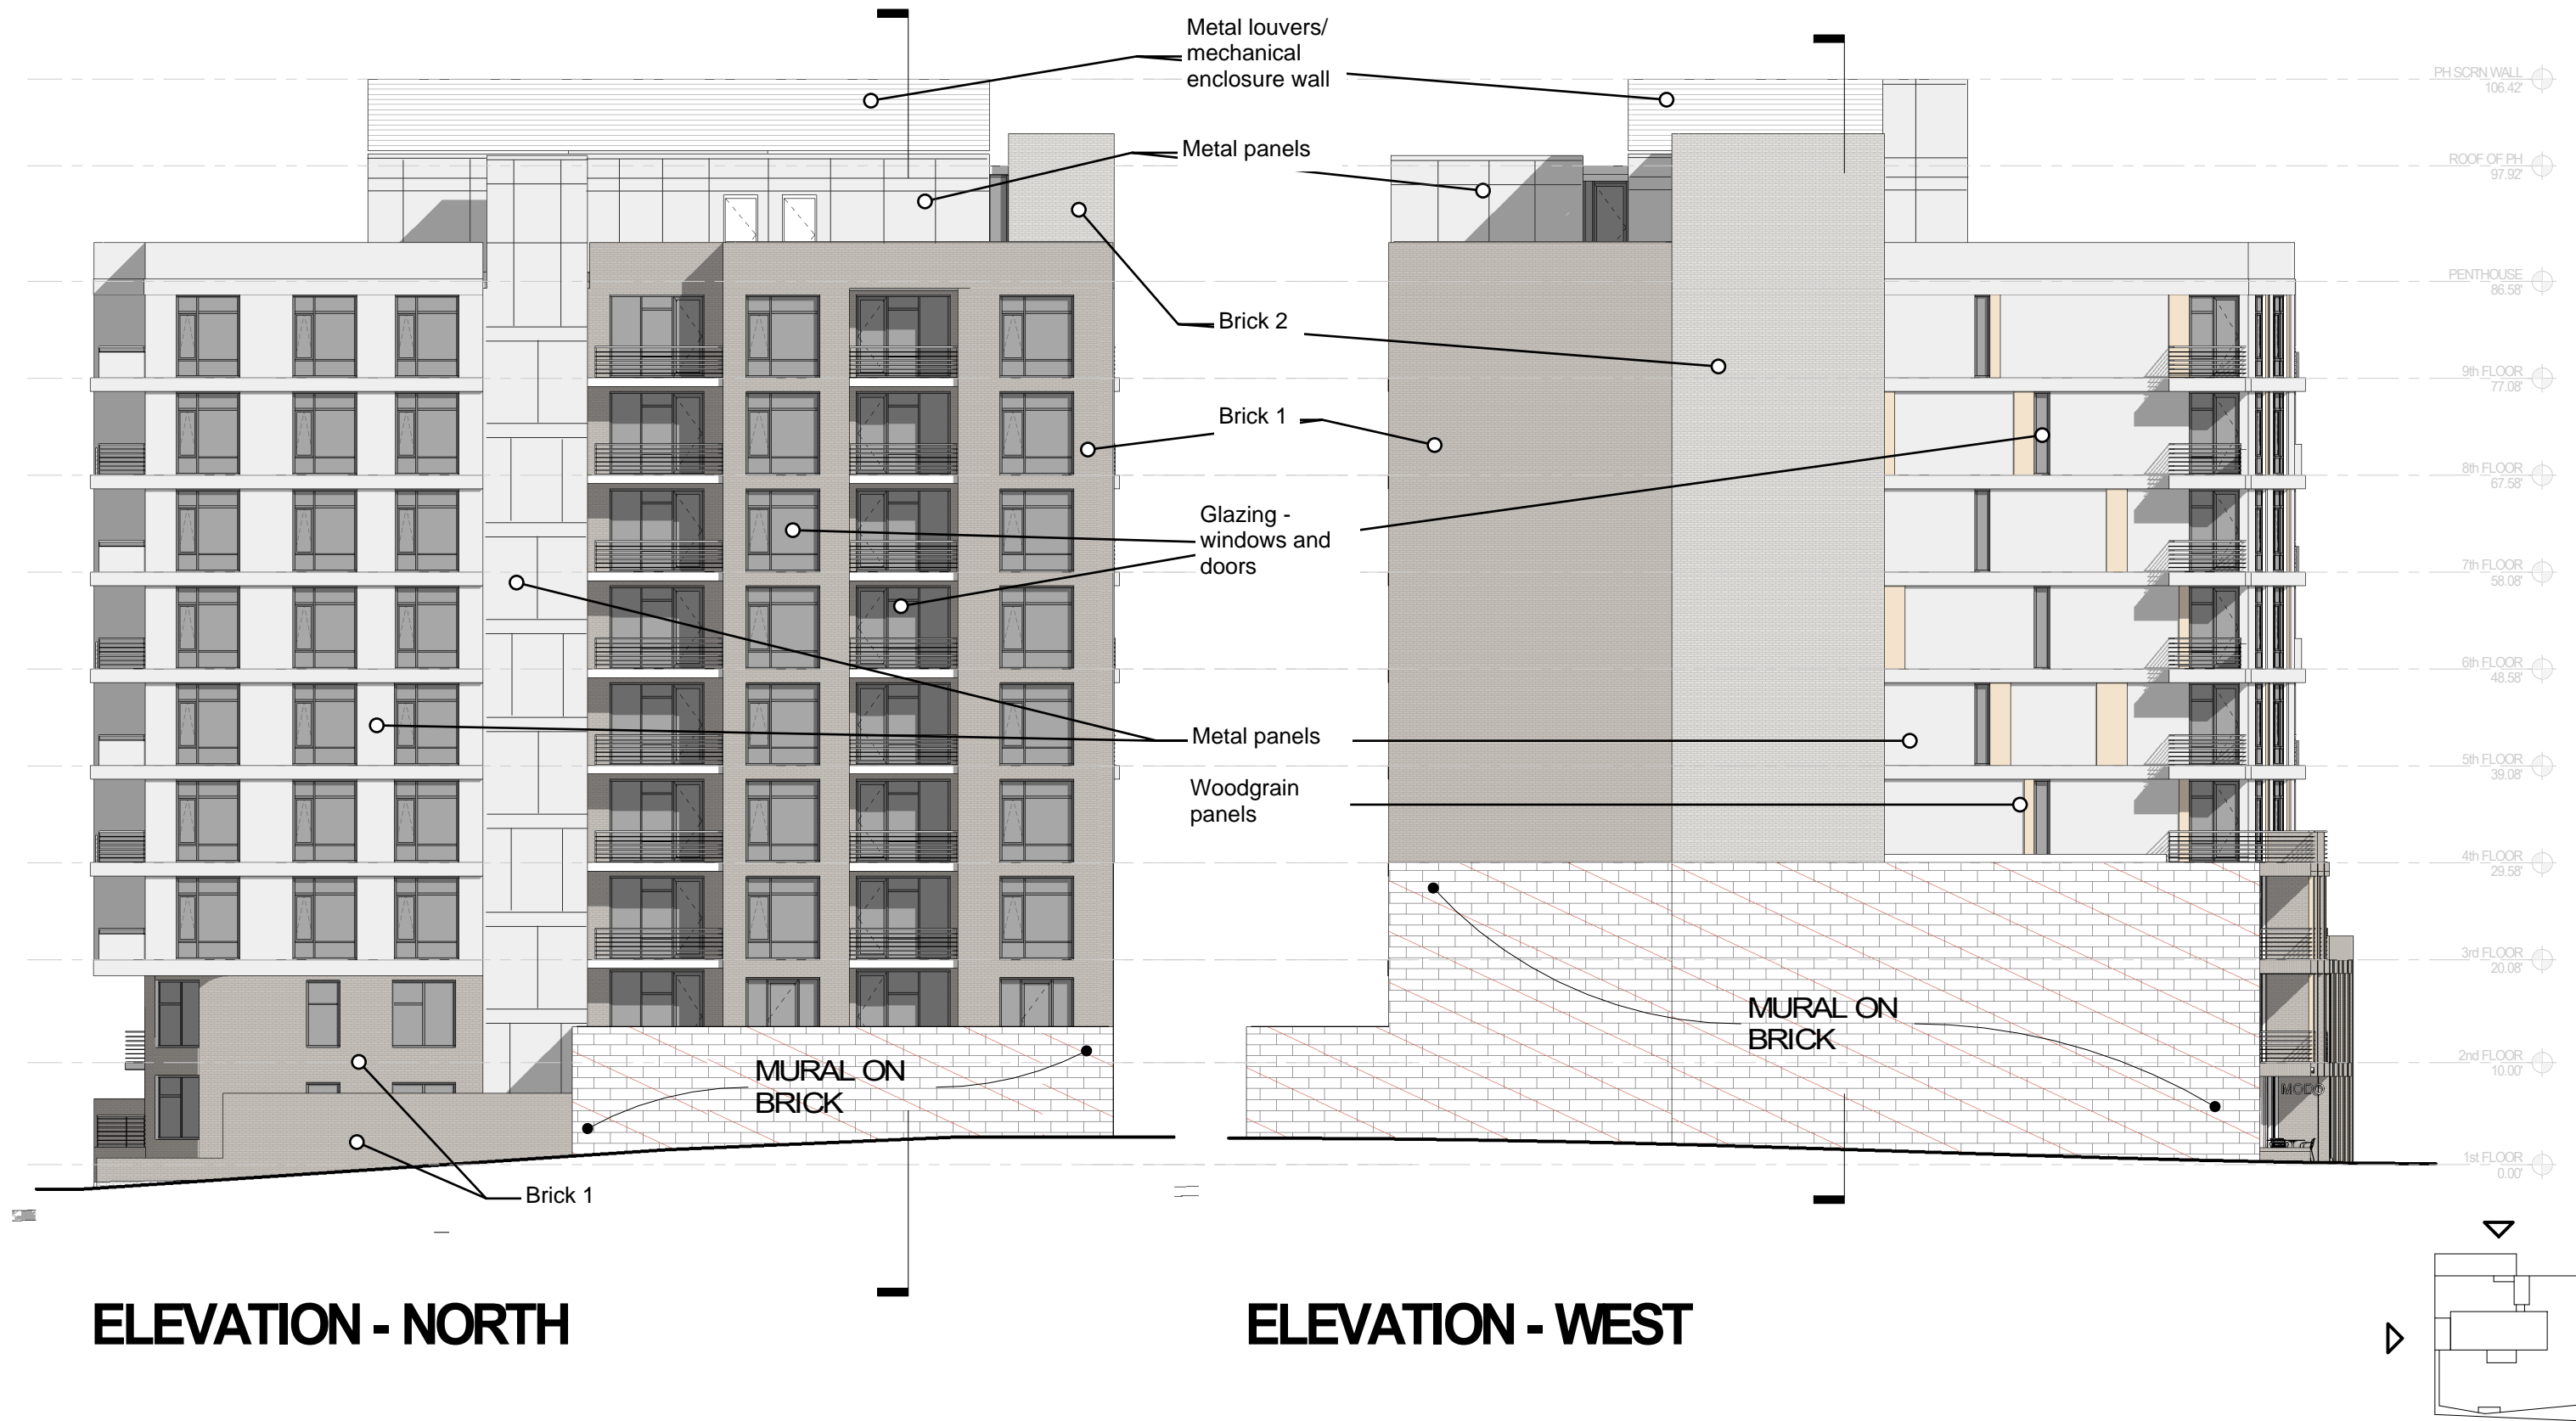 Metal louvers/
mechanical
enclosure wall
Metal panels
Brick 2
Brick 1
Glazing -
windows and
doors
Metal panels
Woodgrain
panels
Brick 1
MURAL ON
BRICK
MURAL ON
BRICK
MODO
PH SCRN WALL
106.42'
ROOF OF PH
97.92'
PENTHOUSE
86.58'
9th FLOOR
77.08'
8th FLOOR
67.58'
7th FLOOR
58.08'
6th FLOOR
48.58'
5th FLOOR
39.08'
4th FLOOR
29.58'
3rd FLOOR
20.08'
2nd FLOOR
10.00'
1st FLOOR
0.00'
ELEVATION - NORTH
ELEVATION - WEST